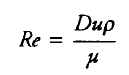 Re = Duρ / μ